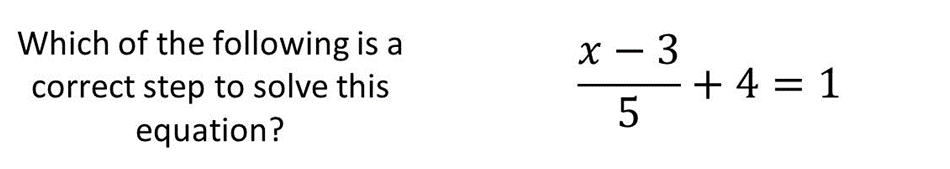 Which of the following is a
correct step to solve this
equation?
x − 3
5
+ 4 = 1